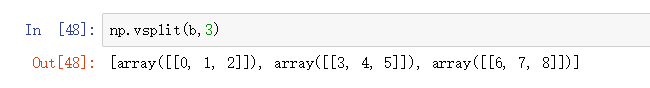 In [48]: np.vsplit(b,3)
Out[48]: [array([[0, 1, 2]]), array([[3, 4, 5]]), array([[6, 7, 8]])]